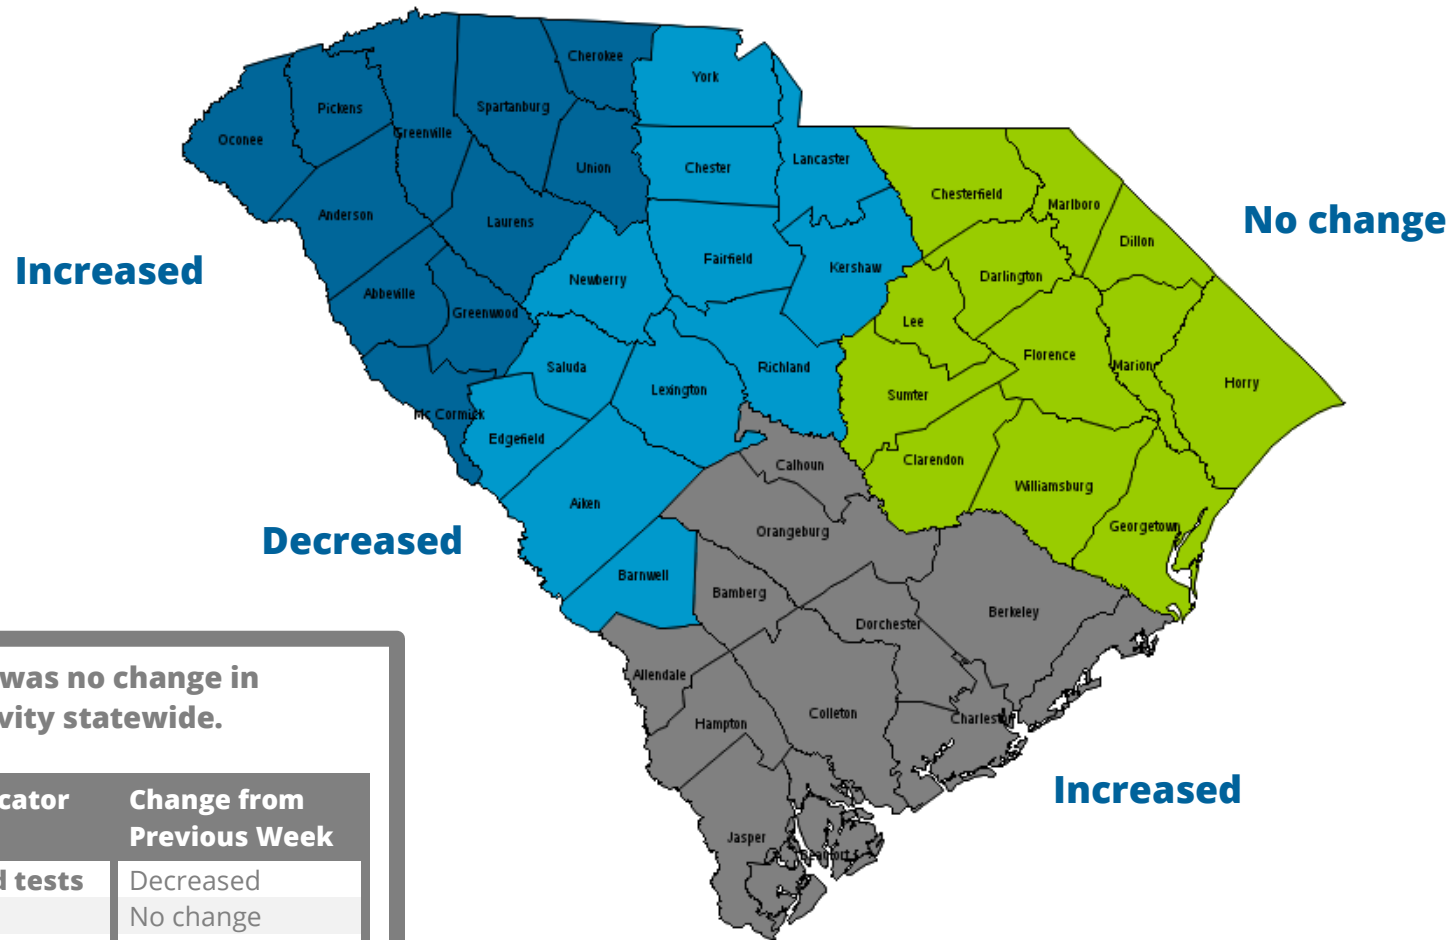 Cherokee
York
Pickens
Spartanburg
Greenville
Oconee
Lancaster
Union
Chester
Chesterfield
Marlboro
Anderson
Laurens
No change
Dillon
Increased
Fairfield
Kershaw
Newberry
Darlington
Abbeville
Greenwood
Lee
Florence
Saluda
Richland
Marion
Horry
Lexington
Sumter
Mc Cormick
Edgefield
Clarendon
Calhoun
Williamsburg
Aiken
Georgetown
Orangeburg
Decreased
Barnwell
Bamberg
Berkeley
Dorchester
was no change in
vity statewide.
Allendale
Colleton
Charleston
Hampton
Increased
cator
Change from
Previous Week
Jasper
Beaufort
d tests
Decreased
No change